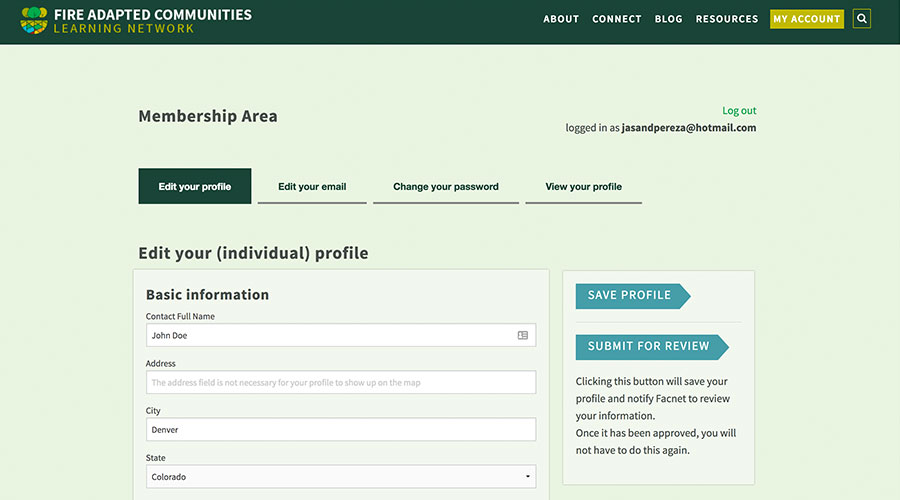 FIRE ADAPTED COMMUNITIES
LEARNING NETWORK
ABOUT
CONNECT
BLOG
RESOURCES
MY ACCOUNT
Membership Area
Log out
logged in as jasandpereza@hotmail.com
Edit your profile
Edit your email
Change your password
View your profile
Edit your (individual) profile
Basic information
Contact Full Name
John Doe
Address
The address field is not necessary for your profile to show up on the map
City
Denver
State
Colorado
SAVE PROFILE
SUBMIT FOR REVIEW
Clicking this button will save your
profile and notify Facnet to review
your information.
Once it has been approved, you will
not have to do this again.